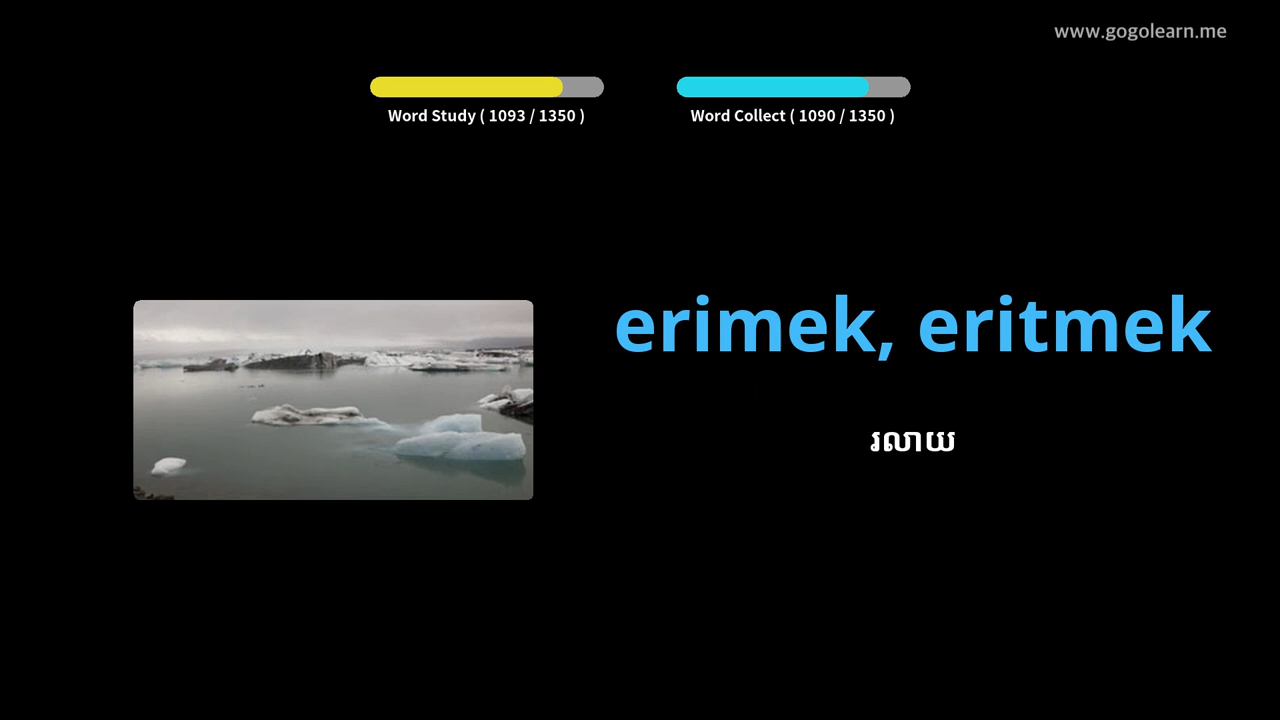 www.gogolearn.me
Word Study ( 1093 / 1350 )
Word Collect ( 1090 / 1350 )
erimek, eritmek
រលាយ